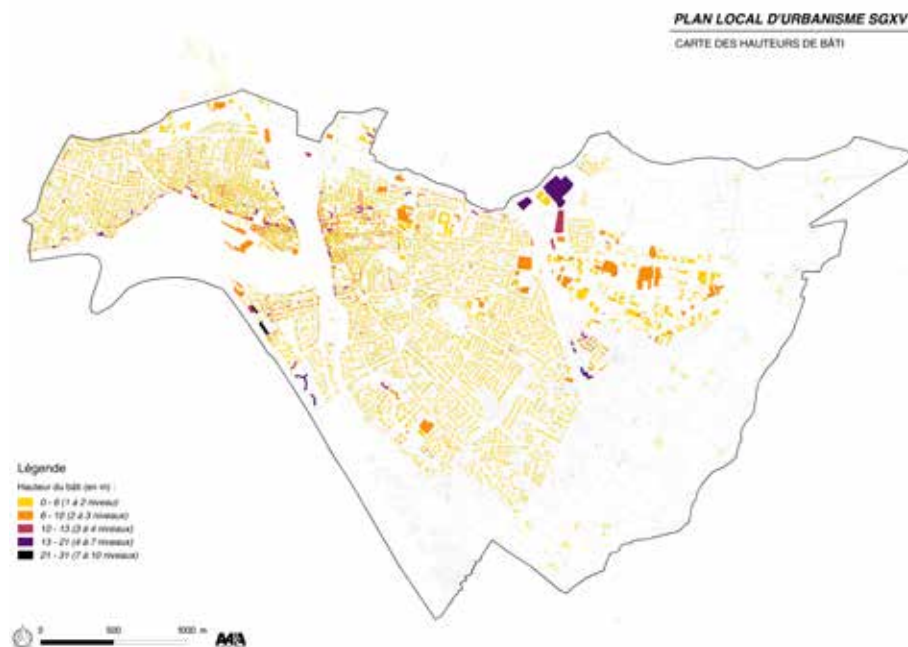 PLAN LOCAL D'URBANISME SGXV
CARTE DES HAUTEURS DE BÂTI
Légende
Hauteur du bâti (en m) :
0 - 6 (1 à 2 niveau)
6 - 10 (2 à 3 niveaux)
10 - 13 (3 à 4 niveaux)
13 - 21 (4 à 7 niveaux)
21 - 31 (7 à 10 niveaux)
0 500 1000 m